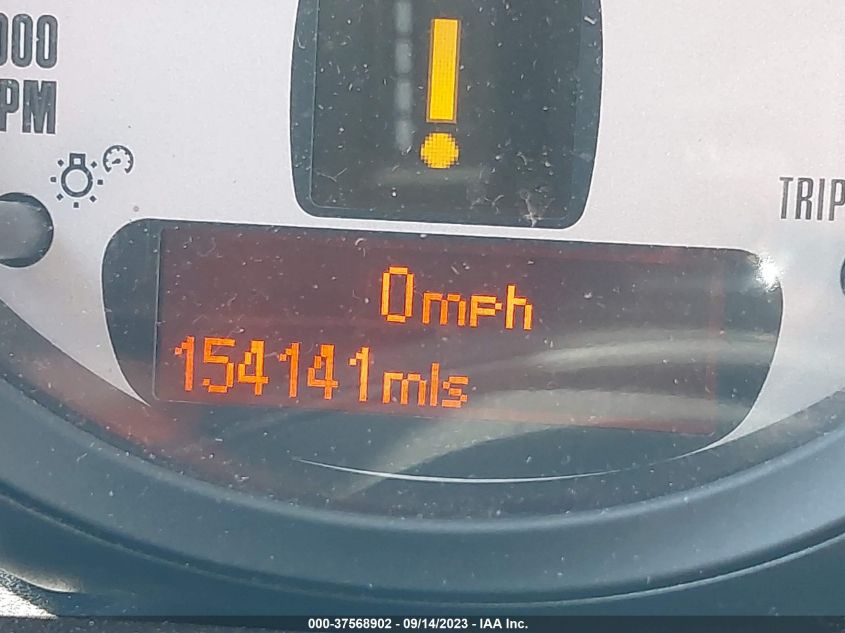 000
PM
!
TRIP
0mph
154141mls
000-37568902 - 09/14/2023 - IAA Inc.